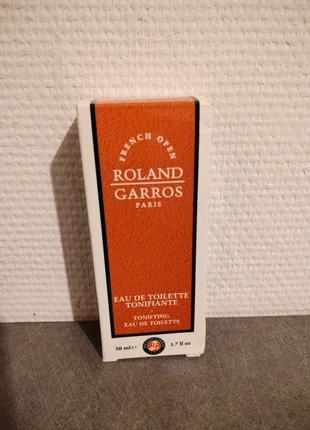 FRENCH OPEN
ROLAND
GARROS
PARIS
EAU DE TOILETTE
TONIFIANTE
TONIFYING
EAU DE TOILETTE
50 ml e 1.7 fl oz